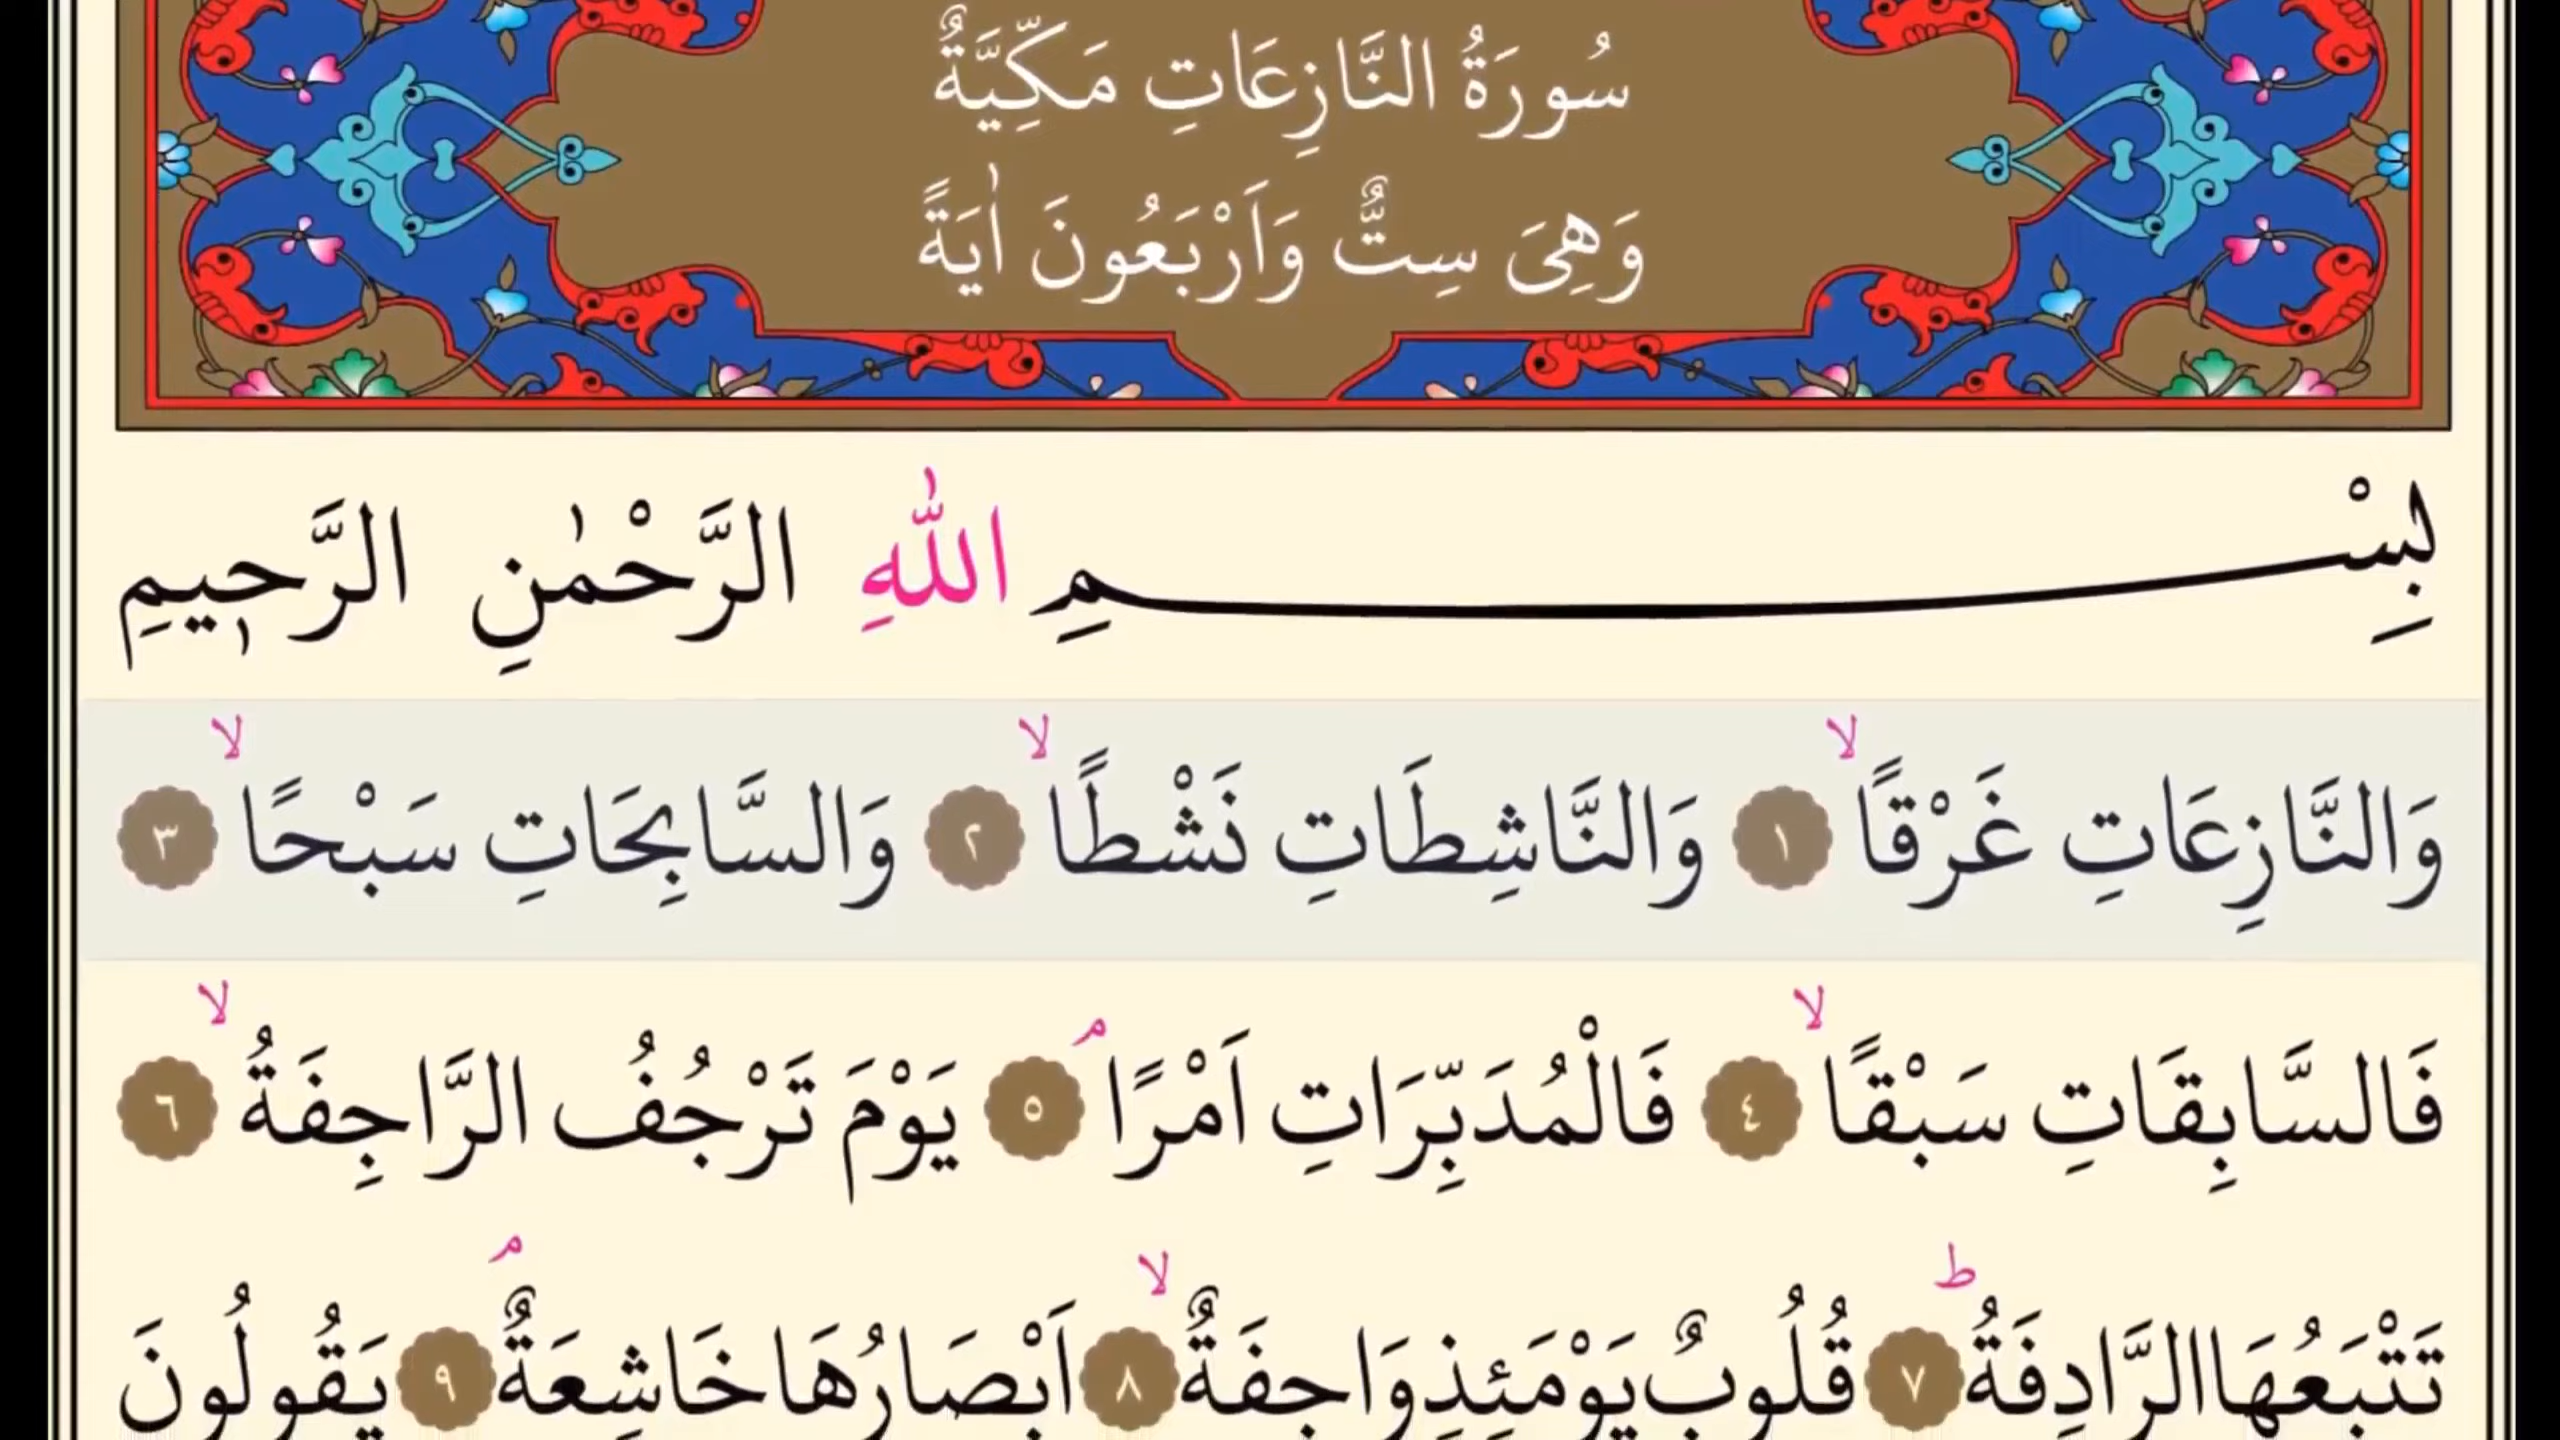 سُورَةُ النَّازِعَاتِ مَكِّيَّةٌ
وَهِىَ سِتٌّ وَاَرْبَعُونَ اٰيَةً
بِسْــــــــــــــمِ اللّٰهِ الرَّحْمٰنِ الرَّح۪يمِ
وَالنَّازِعَاتِ غَرْقًاۙ ١ وَالنَّاشِطَاتِ نَشْطًاۙ ٢ وَالسَّابِحَاتِ سَبْحًاۙ ٣
فَالسَّابِقَاتِ سَبْقًاۙ ٤ فَالْمُدَبِّرَاتِ اَمْرًاۢ ٥ يَوْمَ تَرْجُفُ الرَّاجِفَةُۙ ٦
تَتْبَعُهَا الرَّادِفَةُۜ ٧ قُلُوبٌ يَوْمَئِذٍ وَاجِفَةٌۙ ٨ اَبْصَارُهَا خَاشِعَةٌۢ ٩ يَقُولُونَ